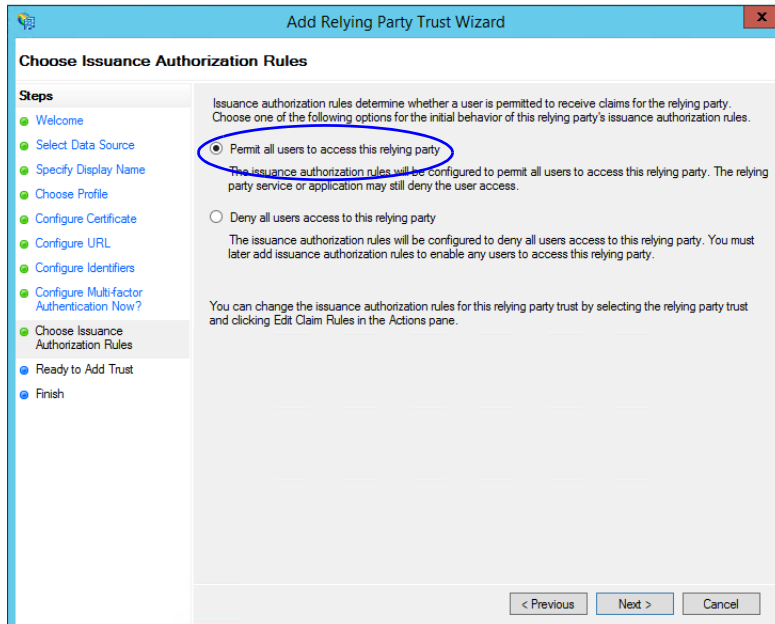 Add Relying Party Trust Wizard
x
Choose Issuance Authorization Rules
Steps
Welcome
Select Data Source
Specify Display Name
Choose Profile
Configure Certificate
Configure URL
Configure Identifiers
Configure Multi-factor
Authentication Now?
Choose Issuance
Authorization Rules
Ready to Add Trust
Finish
Issuance authorization rules determine whether a user is permitted to receive claims for the relying party.
Choose one of the following options for the initial behavior of this relying party's issuance authorization rules.
Permit all users to access this relying party
The issuance authorization rules will be configured to permit all users to access this relying party. The relying
party service or application may still deny the user access.
Deny all users access to this relying party
The issuance authorization rules will be configured to deny all users access to this relying party. You must
later add issuance authorization rules to enable any users to access this relying party.
You can change the issuance authorization rules for this relying party trust by selecting the relying party trust
and clicking Edit Claim Rules in the Actions pane.
< Previous
Next >
Cancel